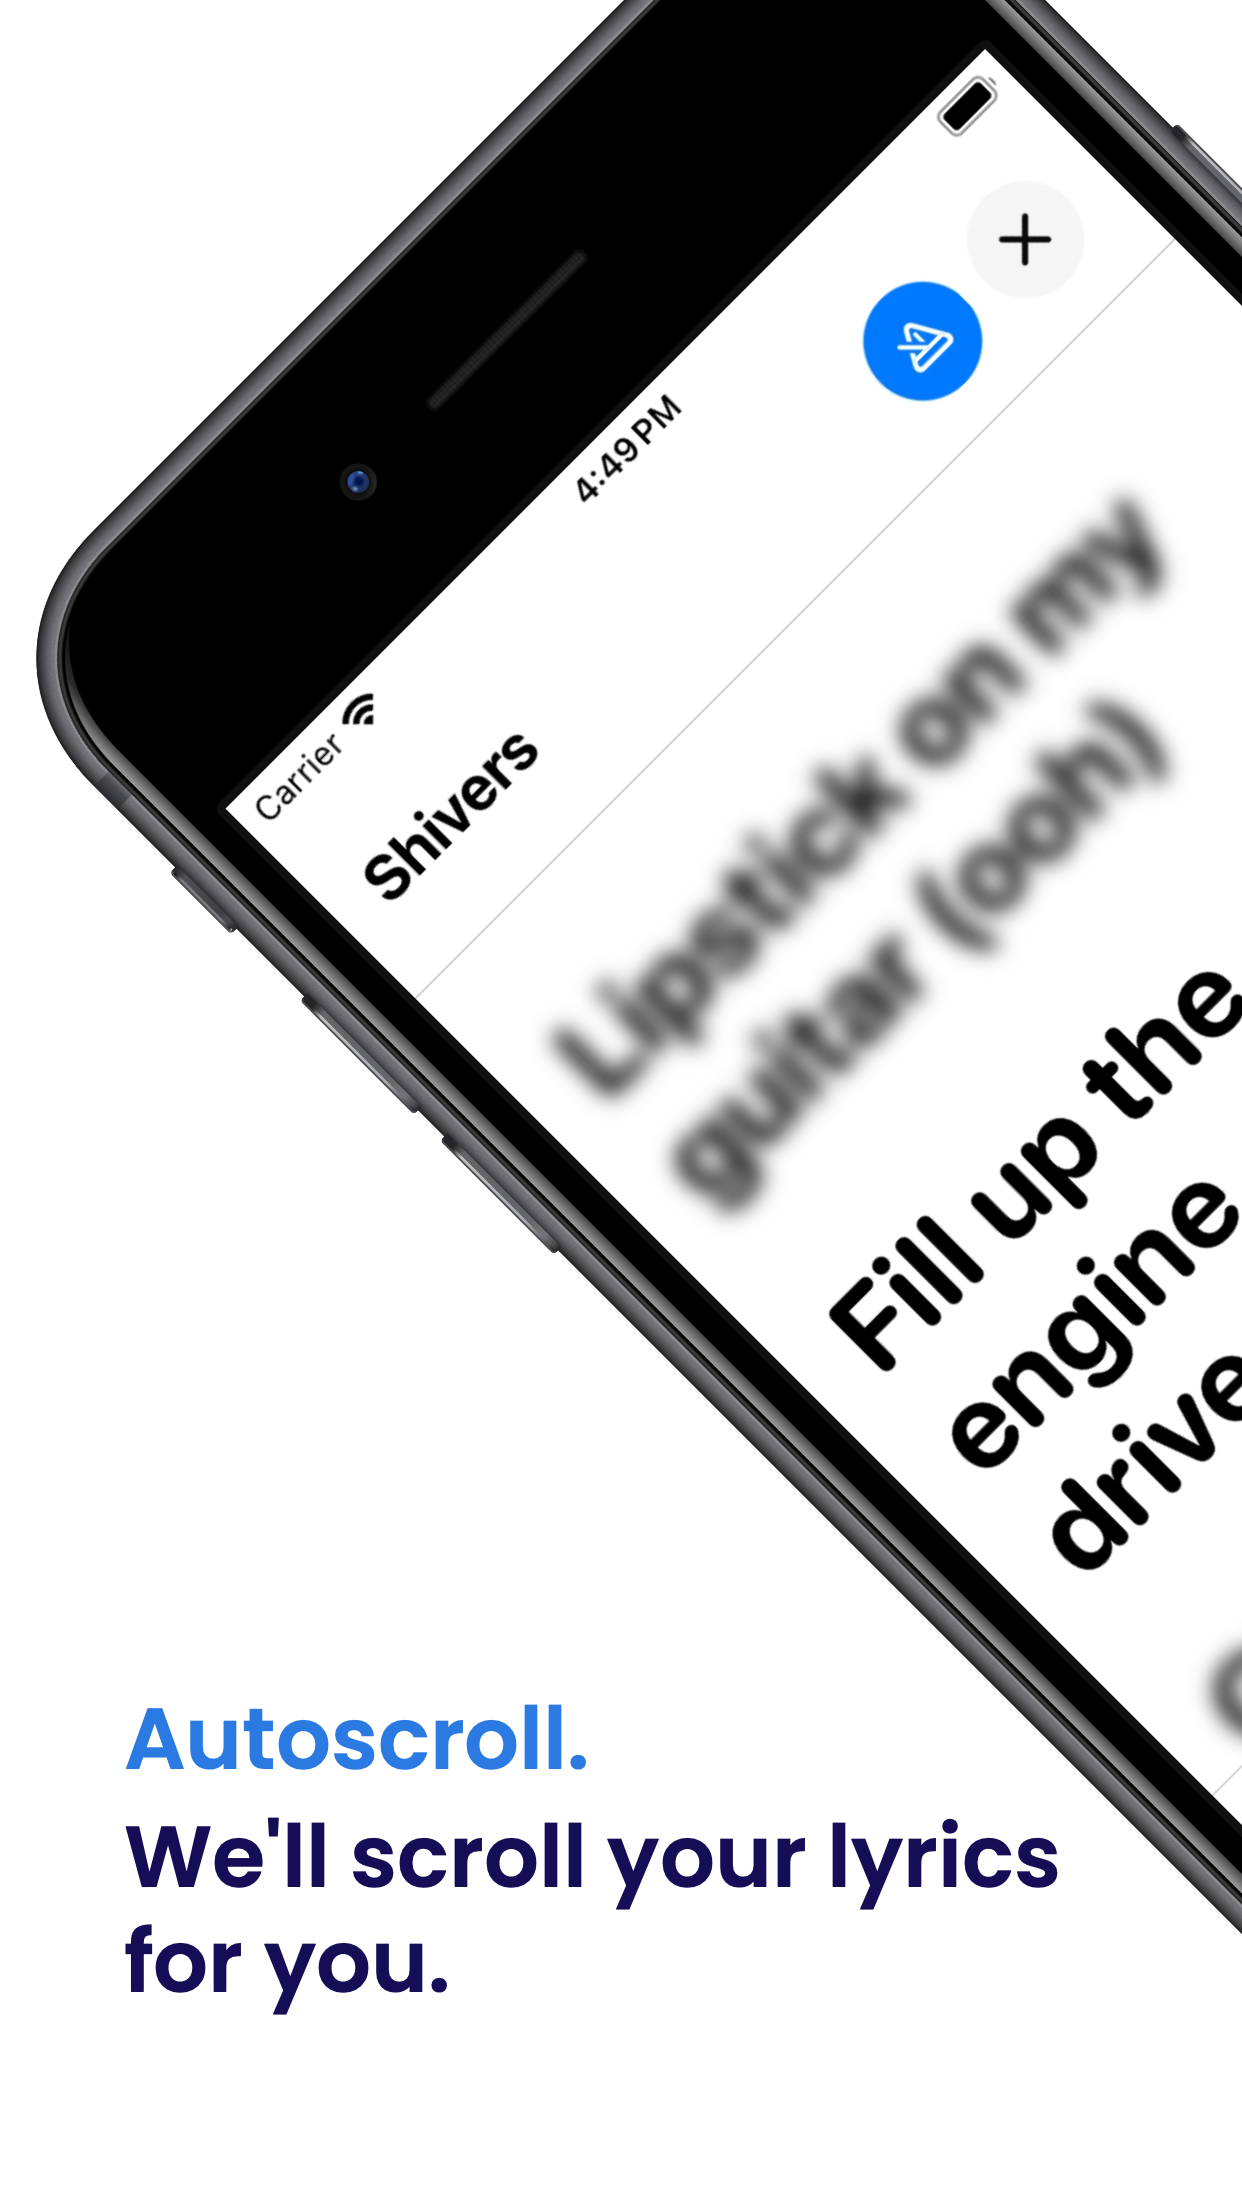 Carrier
4:49 PM
Shivers
Lipstick on my
guitar (ooh)
Fill up the
engine
drive
Autoscroll.
We'll scroll your lyrics
for you.